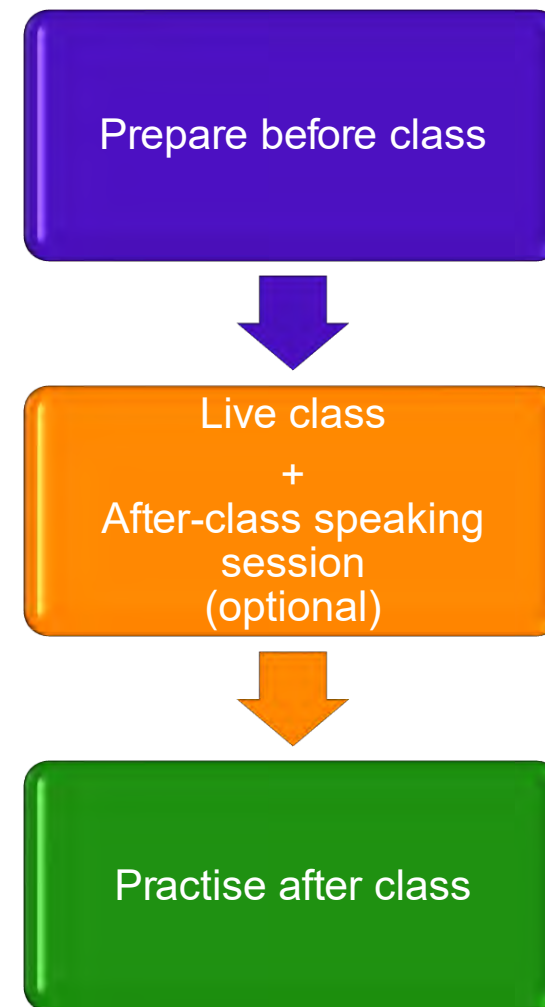 Prepare before class
Live class
+
After-class speaking
session
(optional)
Practise after class